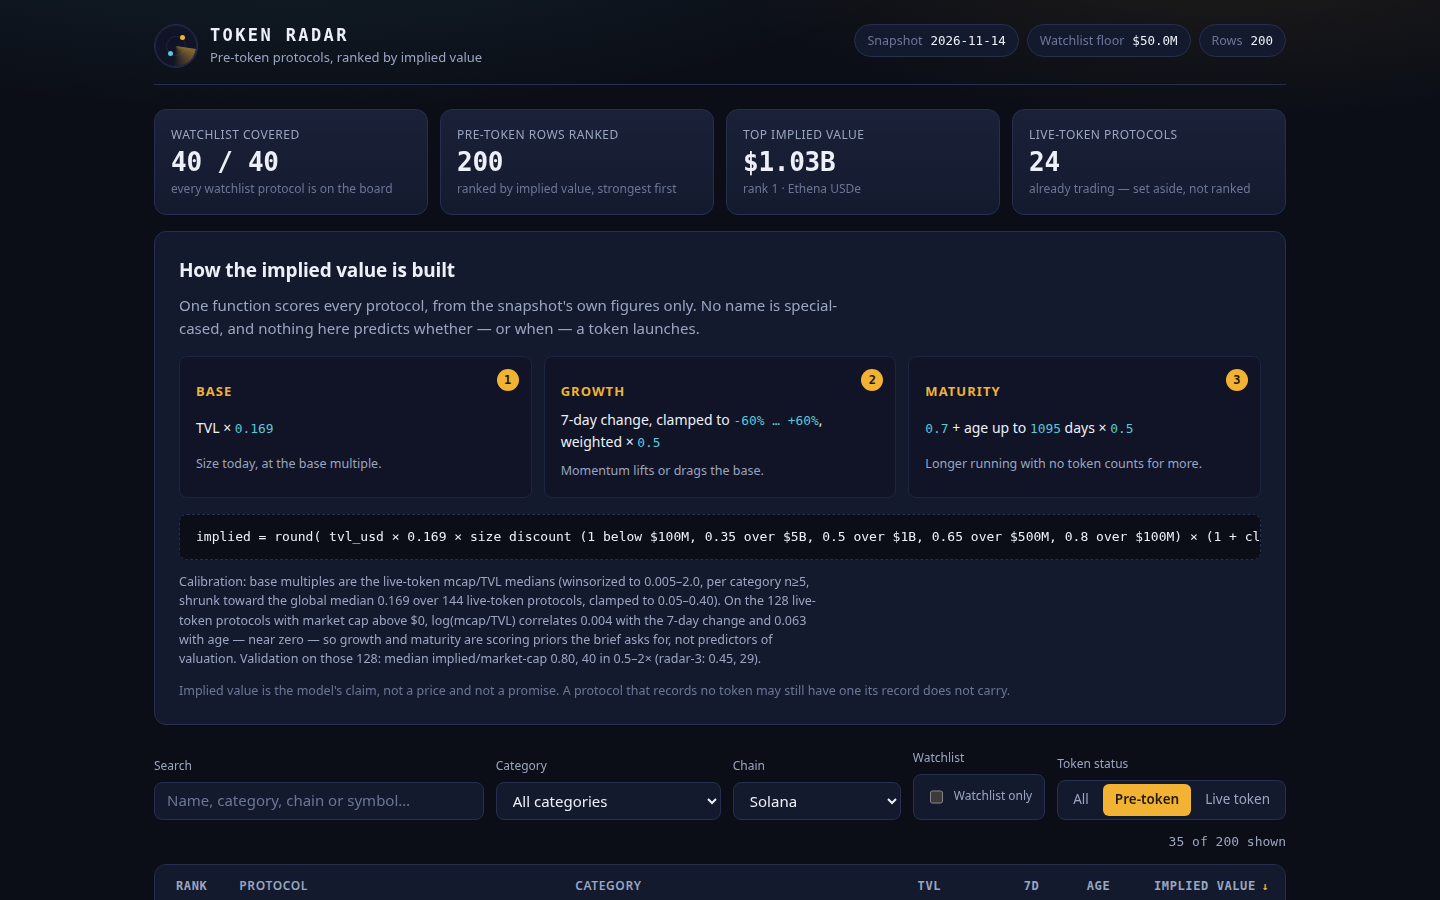 TOKEN RADAR
Pre-token protocols, ranked by implied value
Snapshot 2026-11-14
Watchlist floor $50.0M
Rows 200
WATCHLIST COVERED
40 / 40
every watchlist protocol is on the board
PRE-TOKEN ROWS RANKED
200
ranked by implied value, strongest first
TOP IMPLIED VALUE
$1.03B
rank 1 · Ethena USDe
LIVE-TOKEN PROTOCOLS
24
already trading — set aside, not ranked
How the implied value is built
One function scores every protocol, from the snapshot's own figures only. No name is special-
cased, and nothing here predicts whether — or when — a token launches.
BASE
1
TVL × 0.169
Size today, at the base multiple.
GROWTH
2
7-day change, clamped to -60% … +60%,
weighted × 0.5
Momentum lifts or drags the base.
MATURITY
3
0.7 + age up to 1095 days × 0.5
Longer running with no token counts for more.
implied = round( tvl_usd × 0.169 × size discount (1 below $100M, 0.35 over $5B, 0.5 over $1B, 0.65 over $500M, 0.8 over $100M) × (1 + cl
Calibration: base multiples are the live-token mcap/TVL medians (winsorized to 0.005–2.0, per category n≥5,
shrunk toward the global median 0.169 over 144 live-token protocols, clamped to 0.05–0.40). On the 128 live-
token protocols with market cap above $0, log(mcap/TVL) correlates 0.004 with the 7-day change and 0.063
with age — near zero — so growth and maturity are scoring priors the brief asks for, not predictors of
valuation. Validation on those 128: median implied/market-cap 0.80, 40 in 0.5–2× (radar-3: 0.45, 29).
Implied value is the model's claim, not a price and not a promise. A protocol that records no token may still have one its record does not carry.
Search
Name, category, chain or symbol…
Category
All categories
Chain
Solana
Watchlist
Watchlist only
Token status
All
Pre-token
Live token
35 of 200 shown
RANK PROTOCOL CATEGORY TVL 7D AGE IMPLIED VALUE ↓